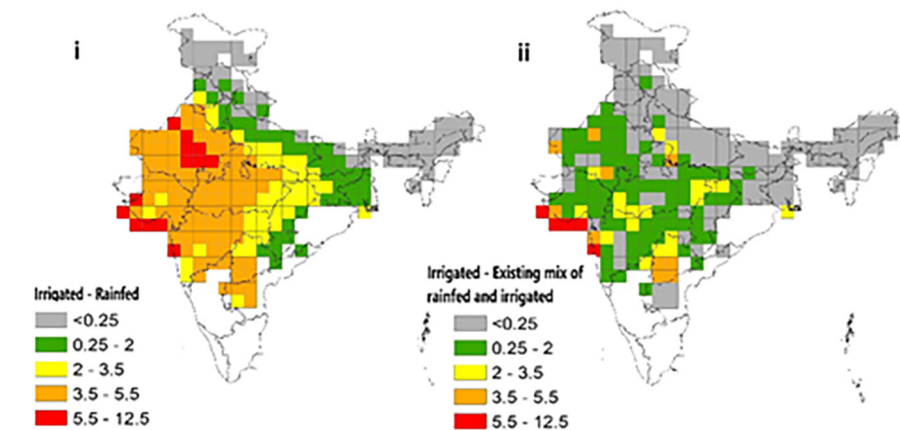 i
ii
Irrigated - Rainfed
<0.25
0.25 - 2
2 - 3.5
3.5 - 5.5
5.5 - 12.5
Irrigated - Existing mix of
rainfed and irrigated
<0.25
0.25 - 2
2 - 3.5
3.5 - 5.5
5.5 - 12.5